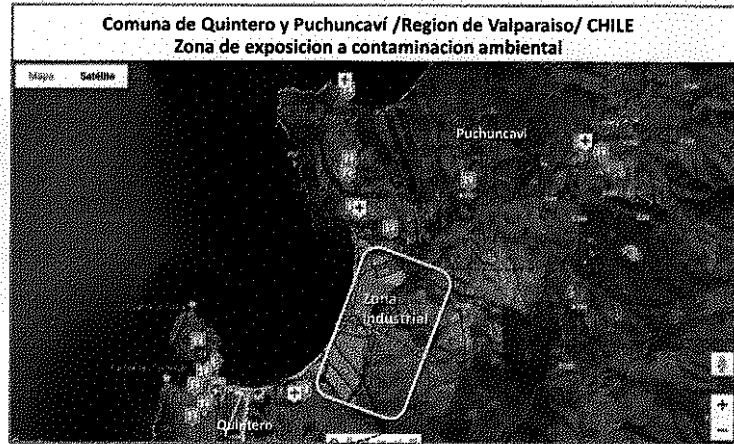 Comuna de Quintero y Puchuncaví /Region de Valparaiso/ CHILE
Zona de exposicion a contaminacion ambiental
Mapa Satélite
Puchuncaví
Zona
Industrial
Quintero